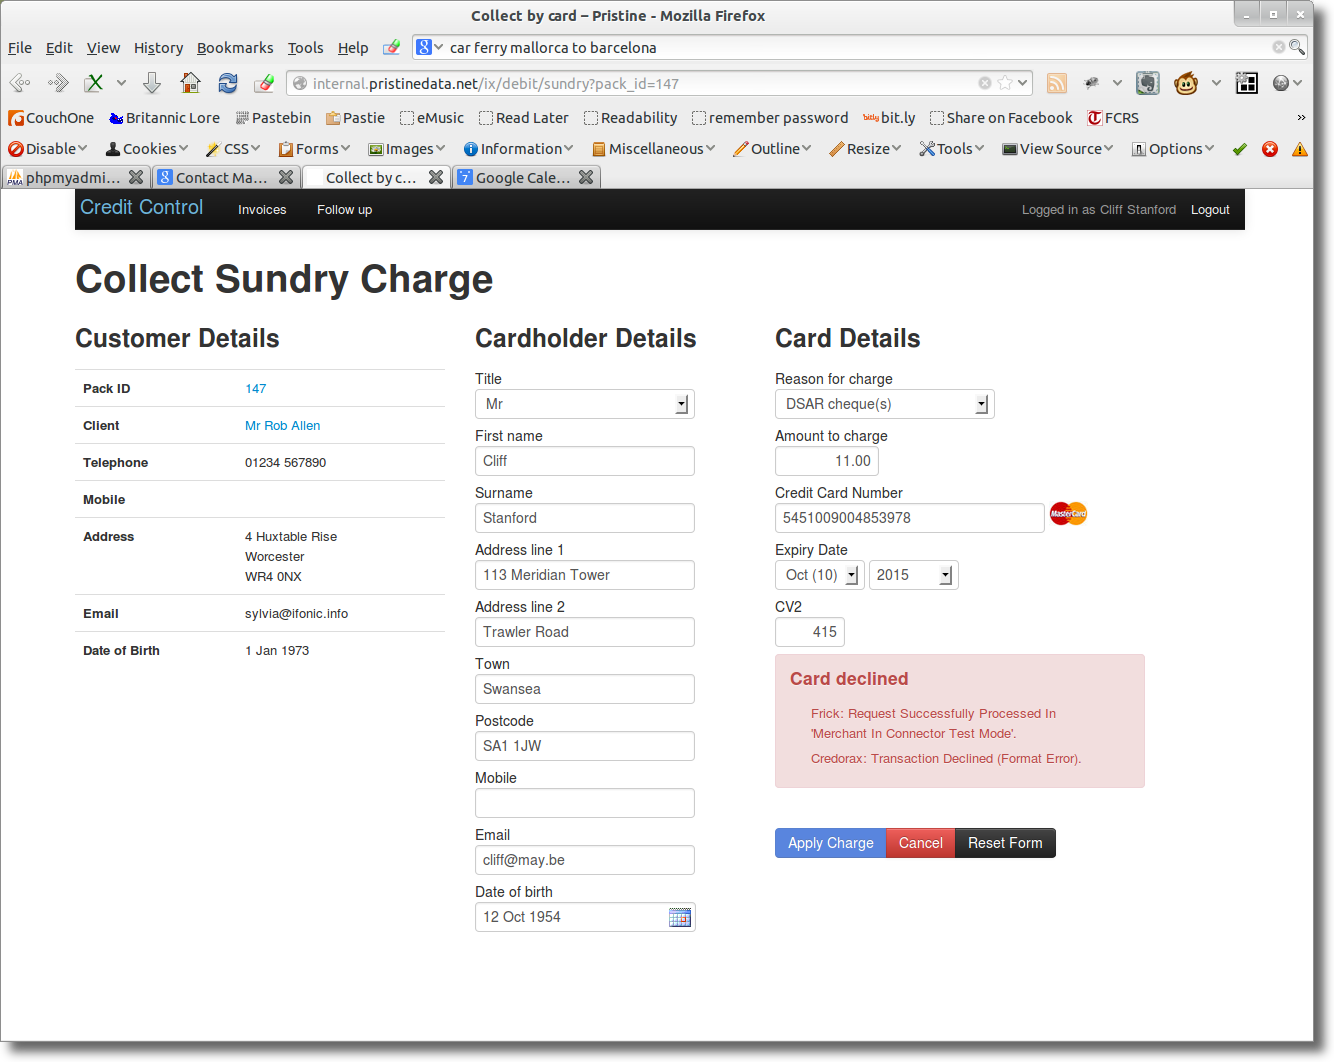 Collect by card – Pristine - Mozilla Firefox
File Edit View History Bookmarks Tools Help car ferry mallorca to barcelona
internal.pristinedata.net/ix/debit/sundry?pack_id=147
CouchOne Britannic Lore Pastebin Pastie eMusic Read Later Readability remember password bitly bit.ly Share on Facebook FCRS »
Disable Cookies CSS Forms Images Information Miscellaneous Outline Resize Tools View Source Options
PMA phpmyadmi... 8 Contact Ma... Collect by c... 7 Google Cale...
Credit Control Invoices Follow up Logged in as Cliff Stanford Logout
Collect Sundry Charge
Customer Details
Pack ID 147
Client Mr Rob Allen
Telephone 01234 567890
Mobile
Address 4 Huxtable Rise
Worcester
WR4 0NX
Email sylvia@ifonic.info
Date of Birth 1 Jan 1973
Cardholder Details
Title
Mr
First name
Cliff
Surname
Stanford
Address line 1
113 Meridian Tower
Address line 2
Trawler Road
Town
Swansea
Postcode
SA1 1JW
Mobile
Email
cliff@may.be
Date of birth
12 Oct 1954
Card Details
Reason for charge
DSAR cheque(s)
Amount to charge
11.00
Credit Card Number
5451009004853978 MasterCard
Expiry Date
Oct (10) 2015
CV2
415
Card declined
Frick: Request Successfully Processed In
'Merchant In Connector Test Mode'.
Credorax: Transaction Declined (Format Error).
Apply Charge Cancel Reset Form